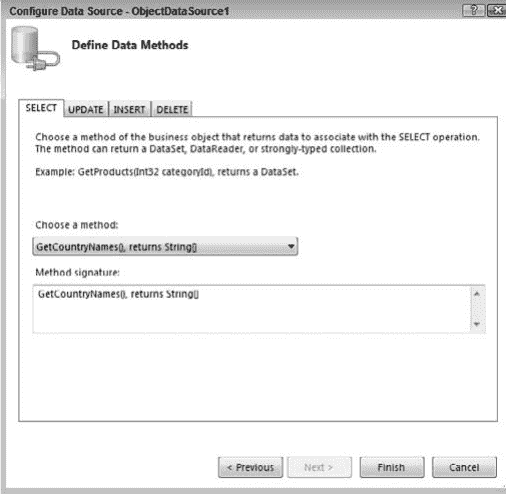 Configure Data Source - ObjectDataSource1
Define Data Methods
SELECT UPDATE INSERT DELETE
Choose a method of the business object that returns data to associate with the SELECT operation.
The method can return a DataSet, DataReader, or strongly-typed collection.
Example: GetProducts(Int32 categoryId), returns a DataSet.
Choose a method:
GetCountryNames(), returns String[]
Method signature:
GetCountryNames(), returns String[]
< Previous Next > Finish Cancel